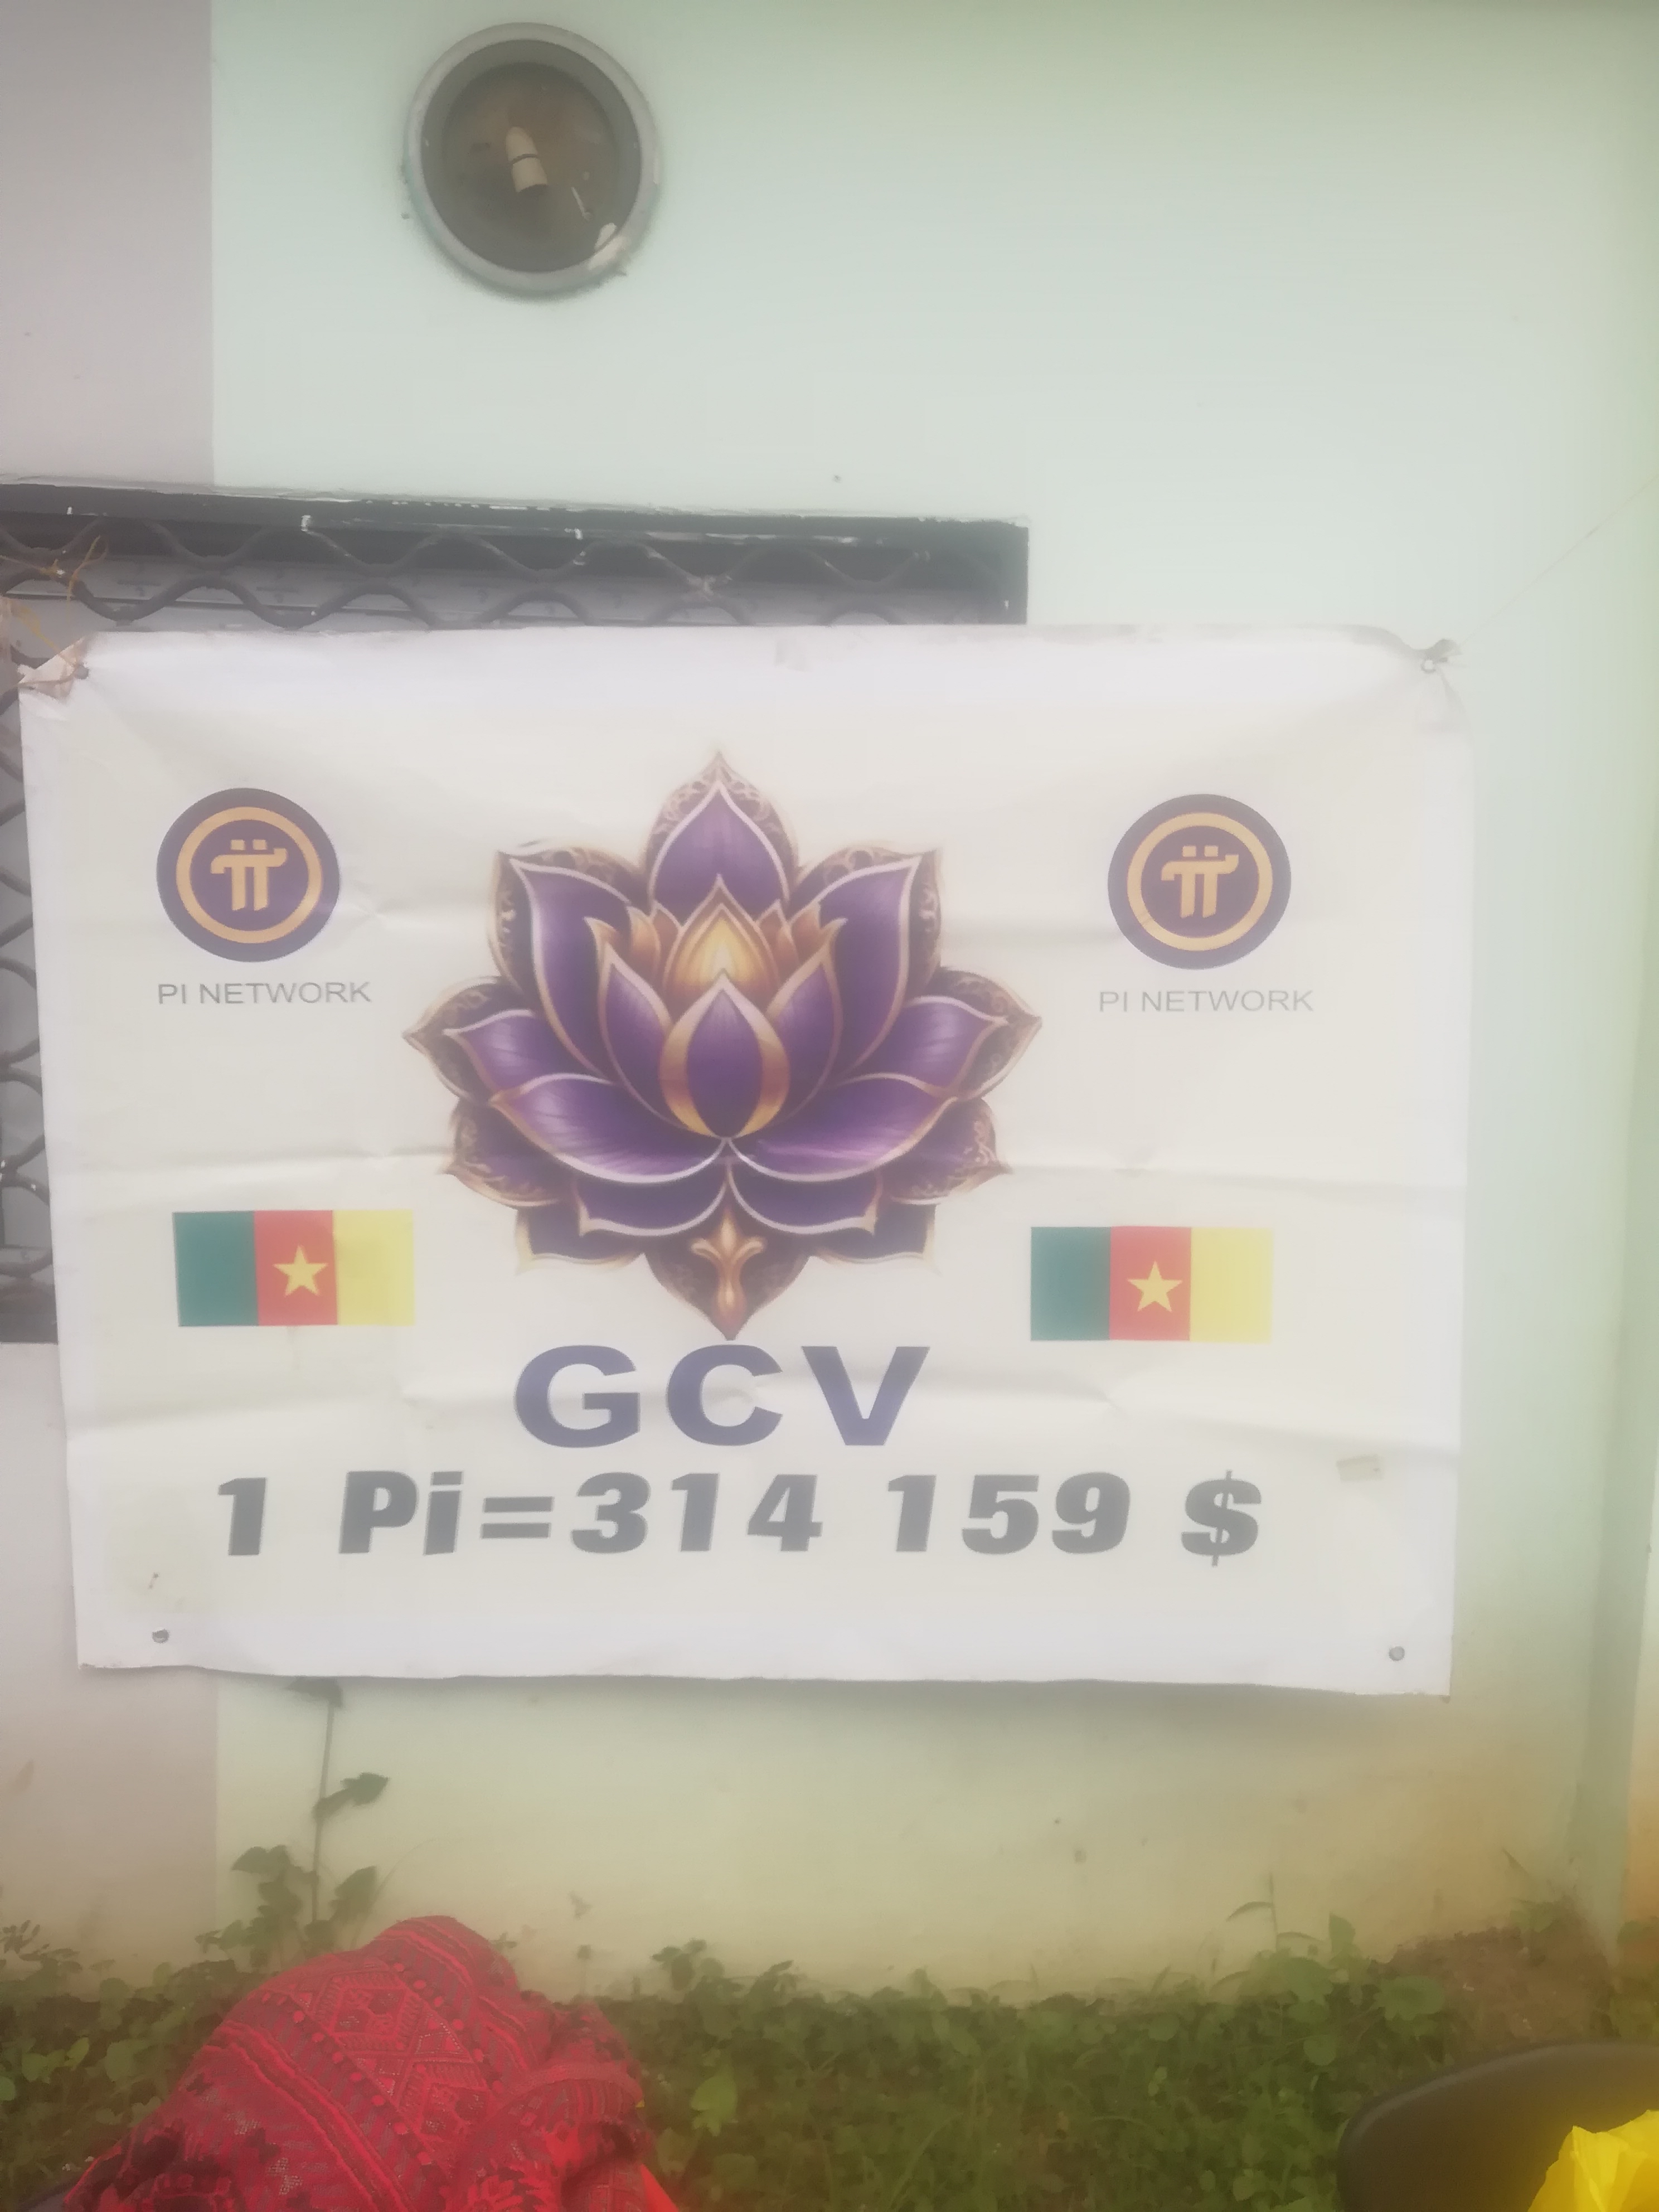 PI NETWORK
PI NETWORK
GCV
1 Pi=314 159 $